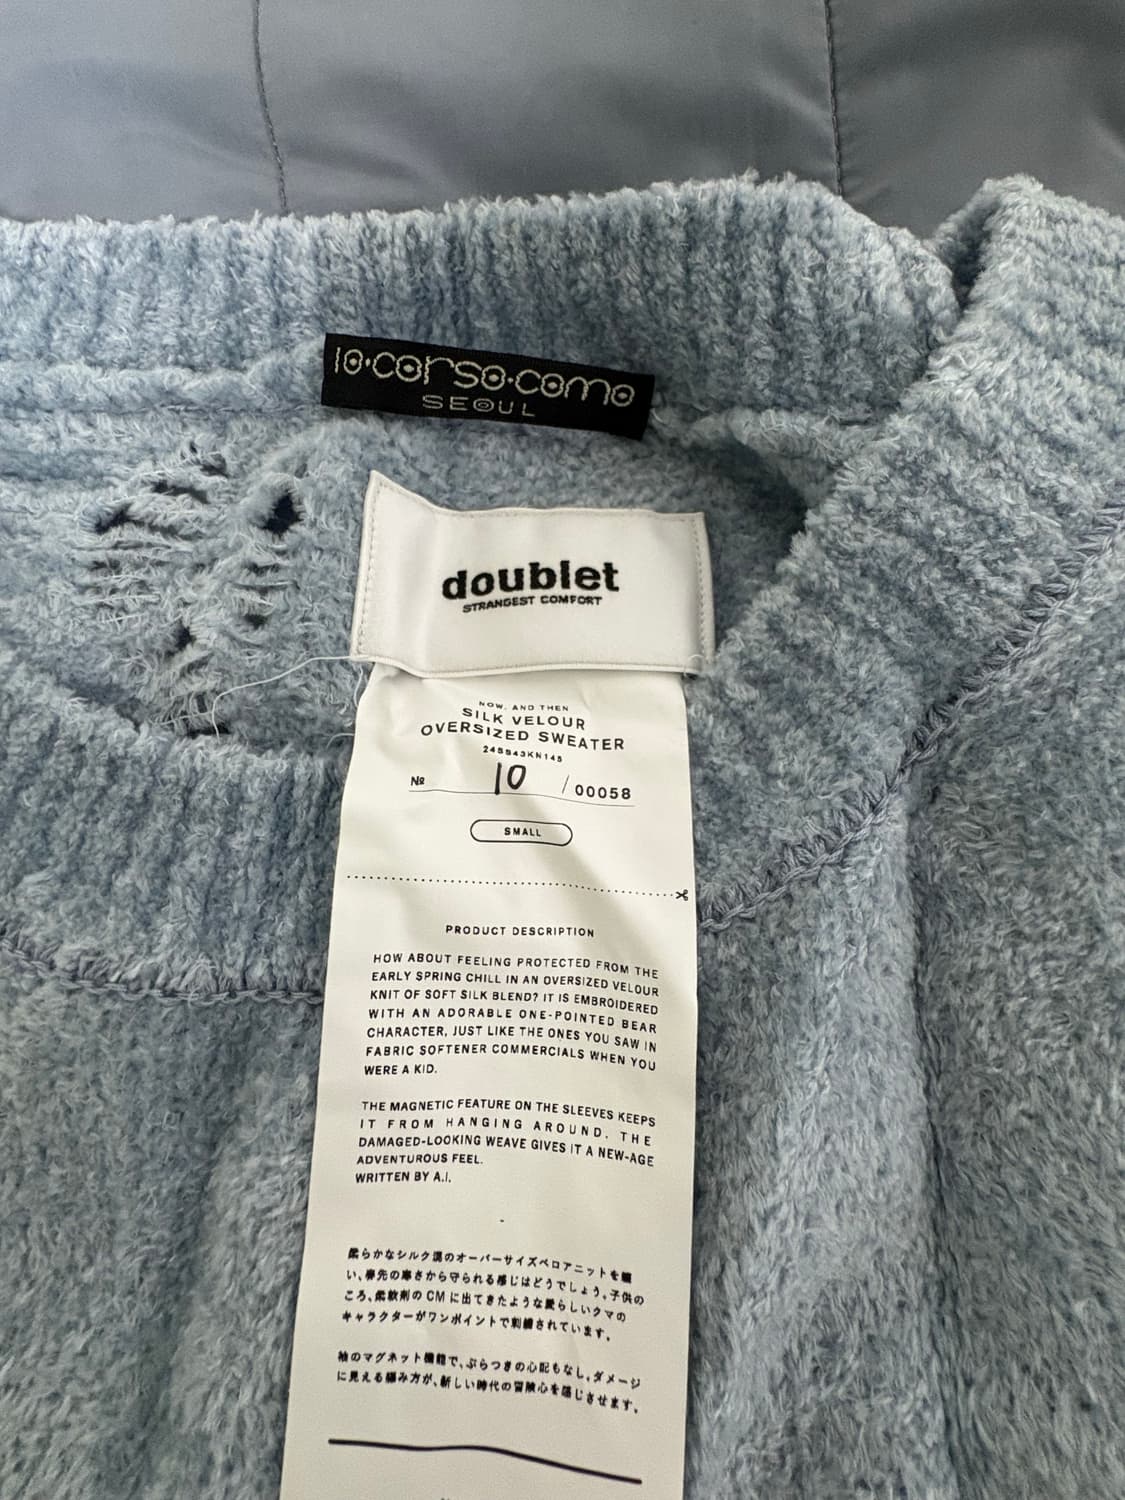 10·corso·como
SEOUL
doublet
STRANGEST COMFORT
NOW, AND THEN
SILK VELOUR
OVERSIZED SWEATER
24SS43KN145
№ 10 / 00058
SMALL
PRODUCT DESCRIPTION
HOW ABOUT FEELING PROTECTED FROM THE
EARLY SPRING CHILL IN AN OVERSIZED VELOUR
KNIT OF SOFT SILK BLEND? IT IS EMBROIDERED
WITH AN ADORABLE ONE-POINTED BEAR
CHARACTER, JUST LIKE THE ONES YOU SAW IN
FABRIC SOFTENER COMMERCIALS WHEN YOU
WERE A KID.
THE MAGNETIC FEATURE ON THE SLEEVES KEEPS
IT FROM HANGING AROUND. THE
DAMAGED-LOOKING WEAVE GIVES IT A NEW-AGE
ADVENTUROUS FEEL.
WRITTEN BY A.I.
柔らかなシルク混のオーバーサイズベロアニットを纏
い、春先の寒さから守られる感じはどうでしょう。子供の
ころ、柔軟剤のCMに出てきたような愛らしいクマの
キャラクターがワンポイントで刺繍されています。
袖のマグネット機能で、ぶらつきの心配もなし。ダメージ
に見える編み方が、新しい時代の冒険心を感じさせます。